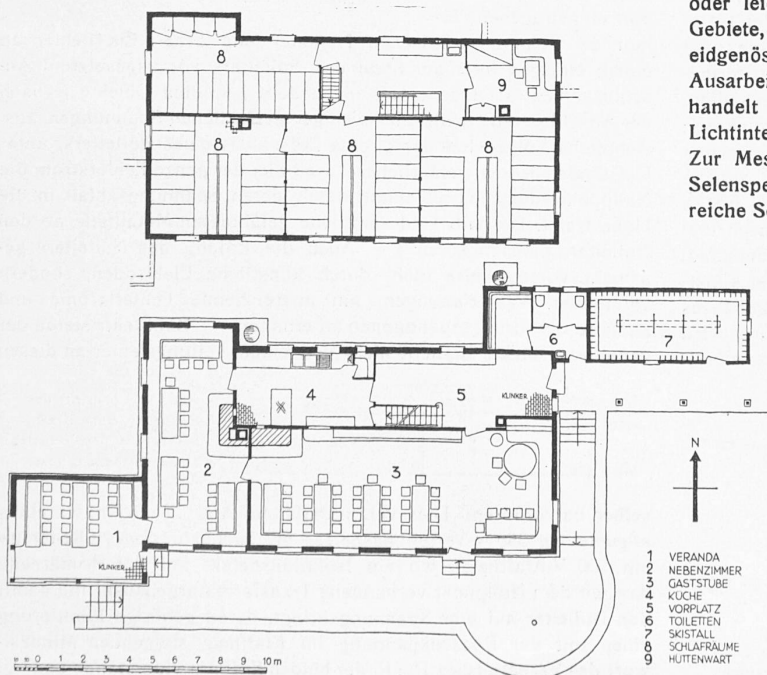 oder lei
Gebiete,
eidgenös
Ausarbei
handelt
Lichtinte
Zur Mes
Selenspe
reiche Se
8
9
8
8
8
6
7
4
5
KLINKER
2
3
1
KLINKER
N
1 VERANDA
2 NEBENZIMMER
3 GASTSTUBE
4 KÜCHE
5 VORPLATZ
6 TOILETTEN
7 SKISTALL
8 SCHLAFRÄUME
9 HÜTTENWART
0 1 2 3 4 5 6 7 8 9 10 m